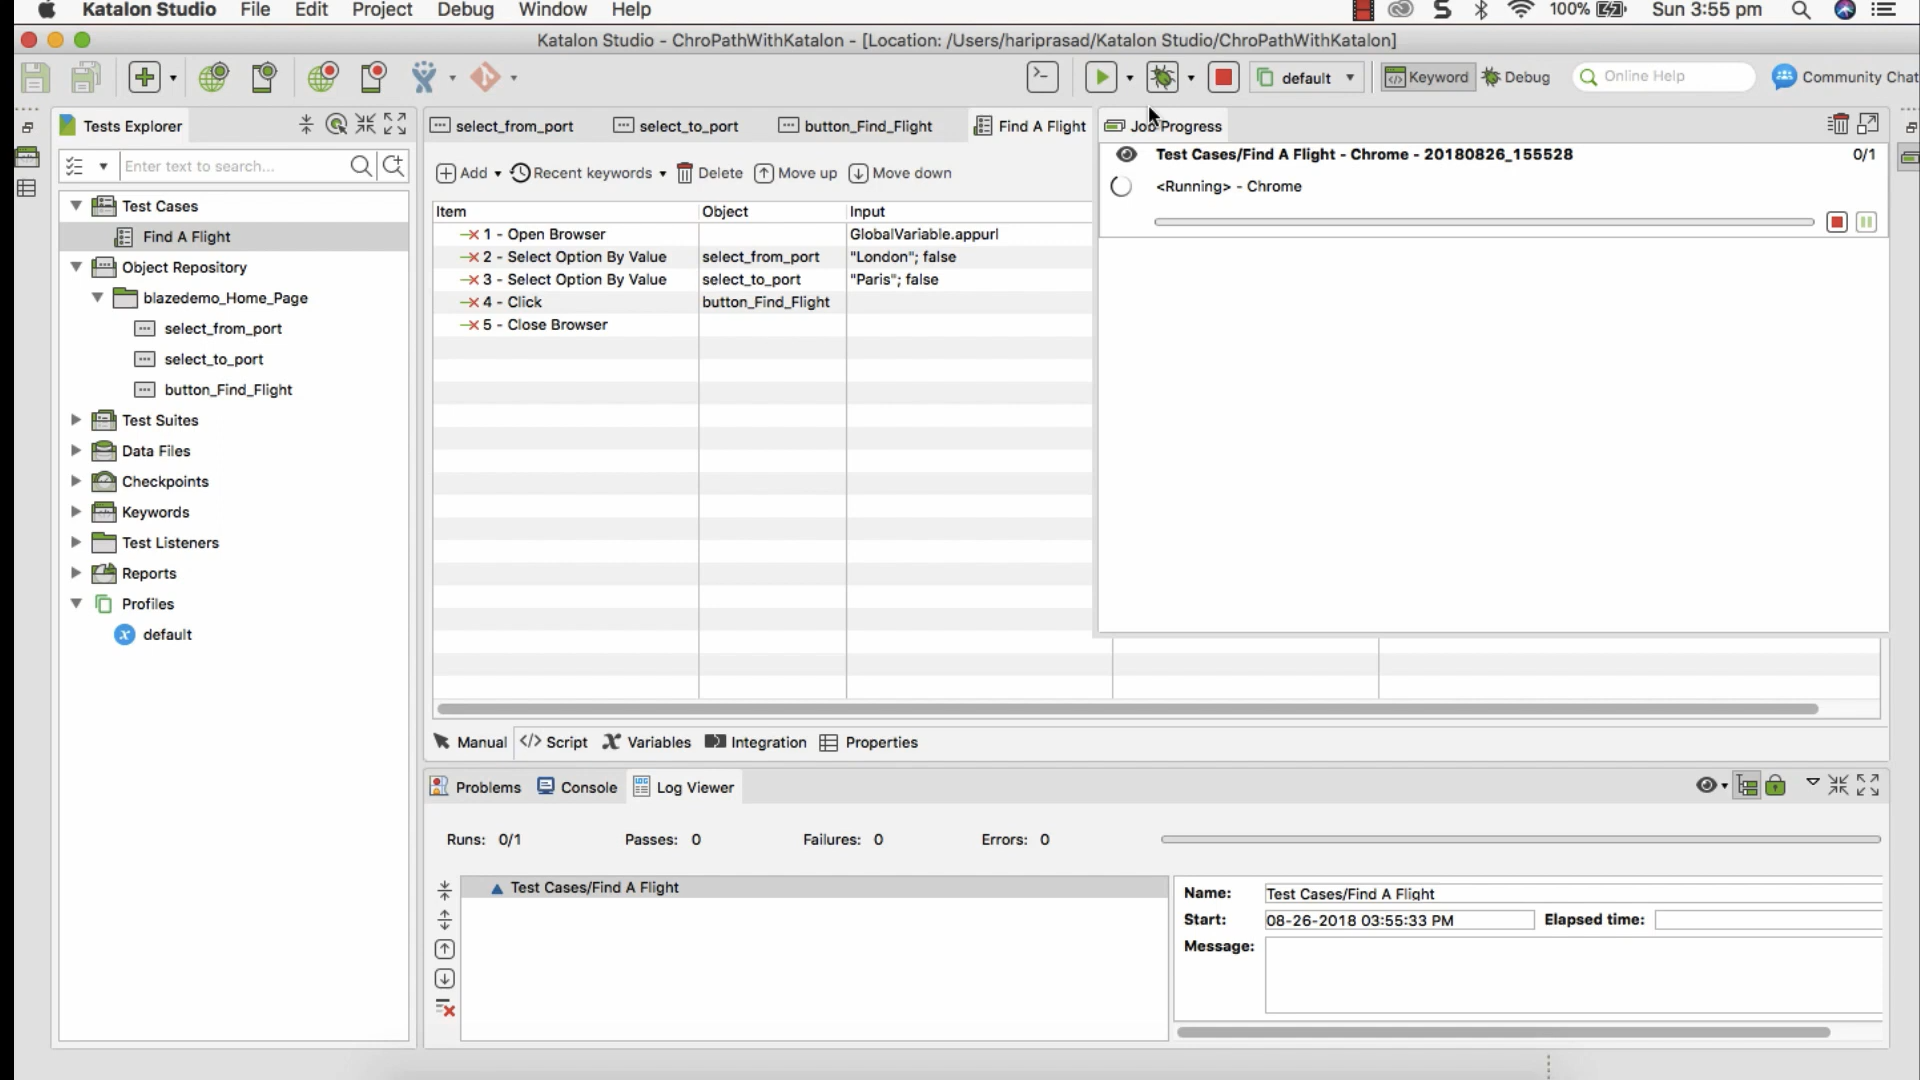 Katalon Studio File Edit Project Debug Window Help 100% Sun 3:55 pm
Katalon Studio - ChroPathWithKatalon - [Location: /Users/hariprasad/Katalon Studio/ChroPathWithKatalon]
default Keyword Debug Online Help Community Chat
Tests Explorer
Enter text to search...
Test Cases
Find A Flight
Object Repository
blazedemo_Home_Page
select_from_port
select_to_port
button_Find_Flight
Test Suites
Data Files
Checkpoints
Keywords
Test Listeners
Reports
Profiles
default
select_from_port select_to_port button_Find_Flight Find A Flight
Add Recent keywords Delete Move up Move down
Item Object Input
1 - Open Browser GlobalVariable.appurl
2 - Select Option By Value select_from_port "London"; false
3 - Select Option By Value select_to_port "Paris"; false
4 - Click button_Find_Flight
5 - Close Browser
Job Progress
Test Cases/Find A Flight - Chrome - 20180826_155528 0/1
<Running> - Chrome
Manual Script Variables Integration Properties
Problems Console Log Viewer
Runs: 0/1 Passes: 0 Failures: 0 Errors: 0
Test Cases/Find A Flight
Name: Test Cases/Find A Flight
Start: 08-26-2018 03:55:33 PM Elapsed time:
Message: